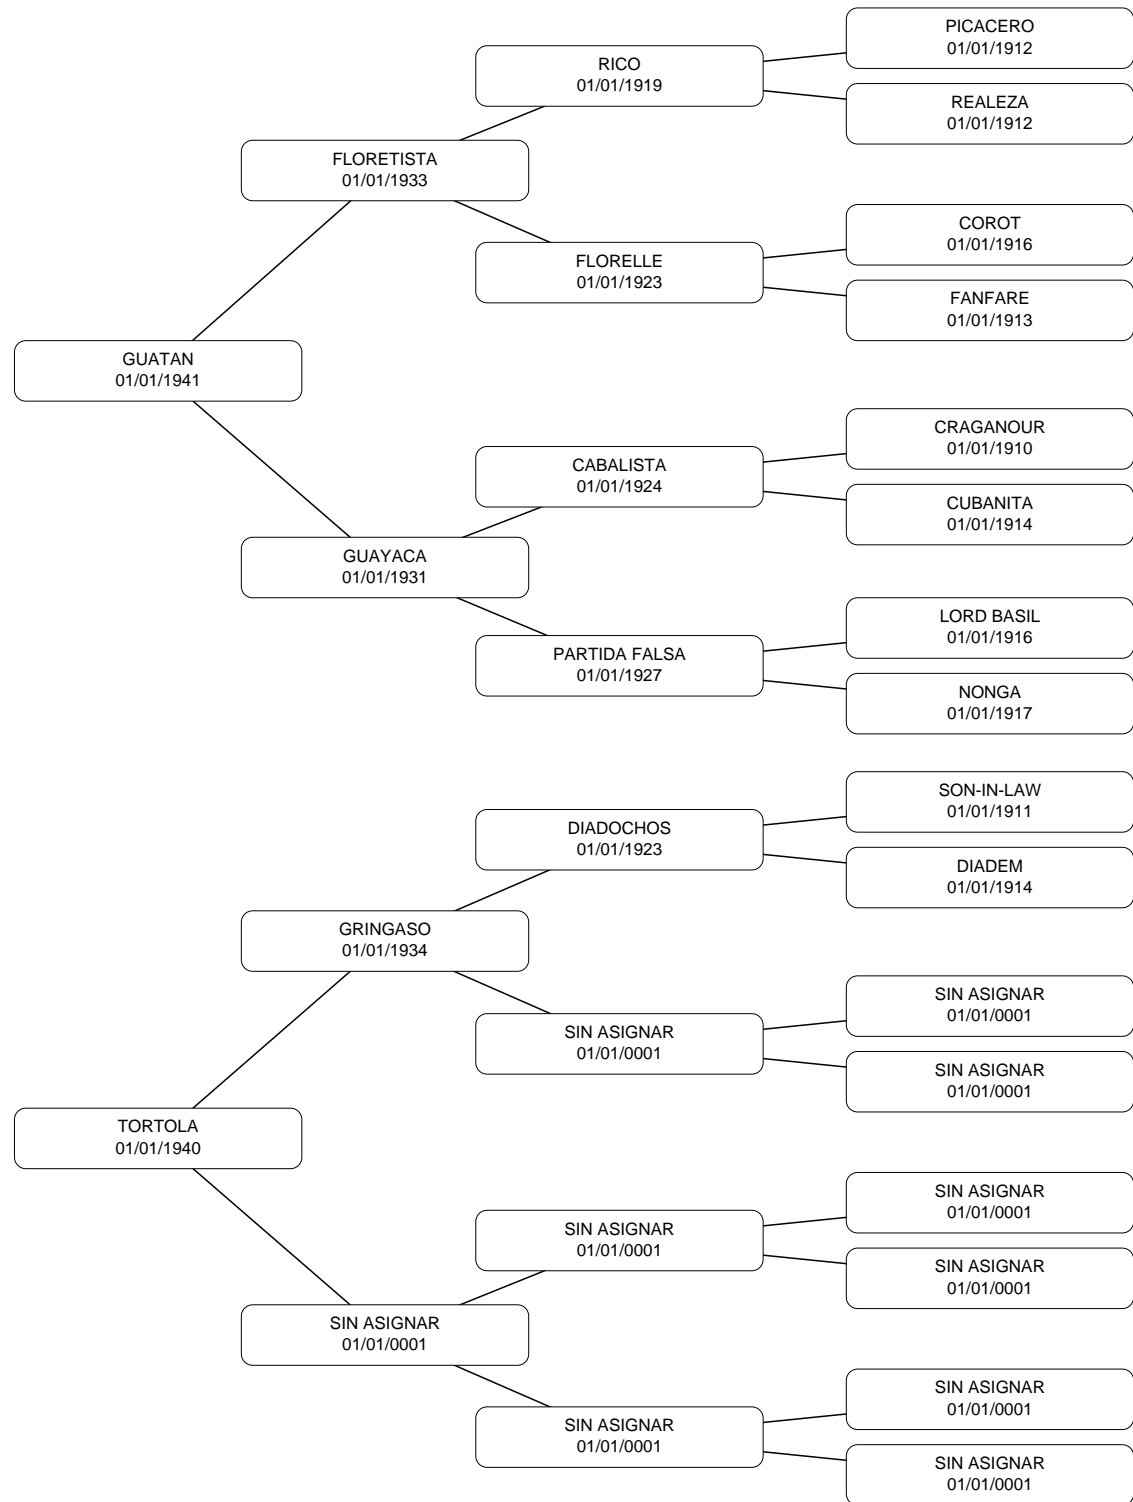 PICACERO
01/01/1912
RICO
01/01/1919
REALEZA
01/01/1912
FLORETISTA
01/01/1933
COROT
01/01/1916
FLORELLE
01/01/1923
FANFARE
01/01/1913
GUATAN
01/01/1941
CRAGANOUR
01/01/1910
CABALISTA
01/01/1924
CUBANITA
01/01/1914
GUAYACA
01/01/1931
LORD BASIL
01/01/1916
PARTIDA FALSA
01/01/1927
NONGA
01/01/1917
SON-IN-LAW
01/01/1911
DIADOCHOS
01/01/1923
DIADEM
01/01/1914
GRINGASO
01/01/1934
SIN ASIGNAR
01/01/0001
SIN ASIGNAR
01/01/0001
SIN ASIGNAR
01/01/0001
TORTOLA
01/01/1940
SIN ASIGNAR
01/01/0001
SIN ASIGNAR
01/01/0001
SIN ASIGNAR
01/01/0001
SIN ASIGNAR
01/01/0001
SIN ASIGNAR
01/01/0001
SIN ASIGNAR
01/01/0001
SIN ASIGNAR
01/01/0001